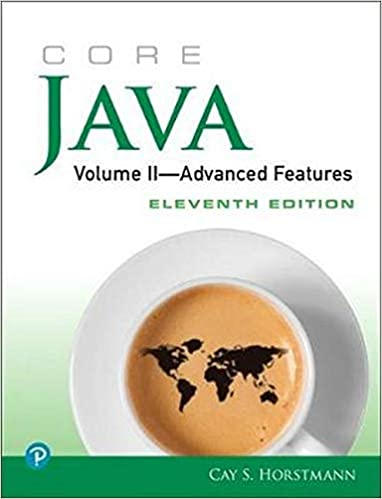 CORE
JAVA
Volume II—Advanced Features
ELEVENTH EDITION
P
CAY S. HORSTMANN